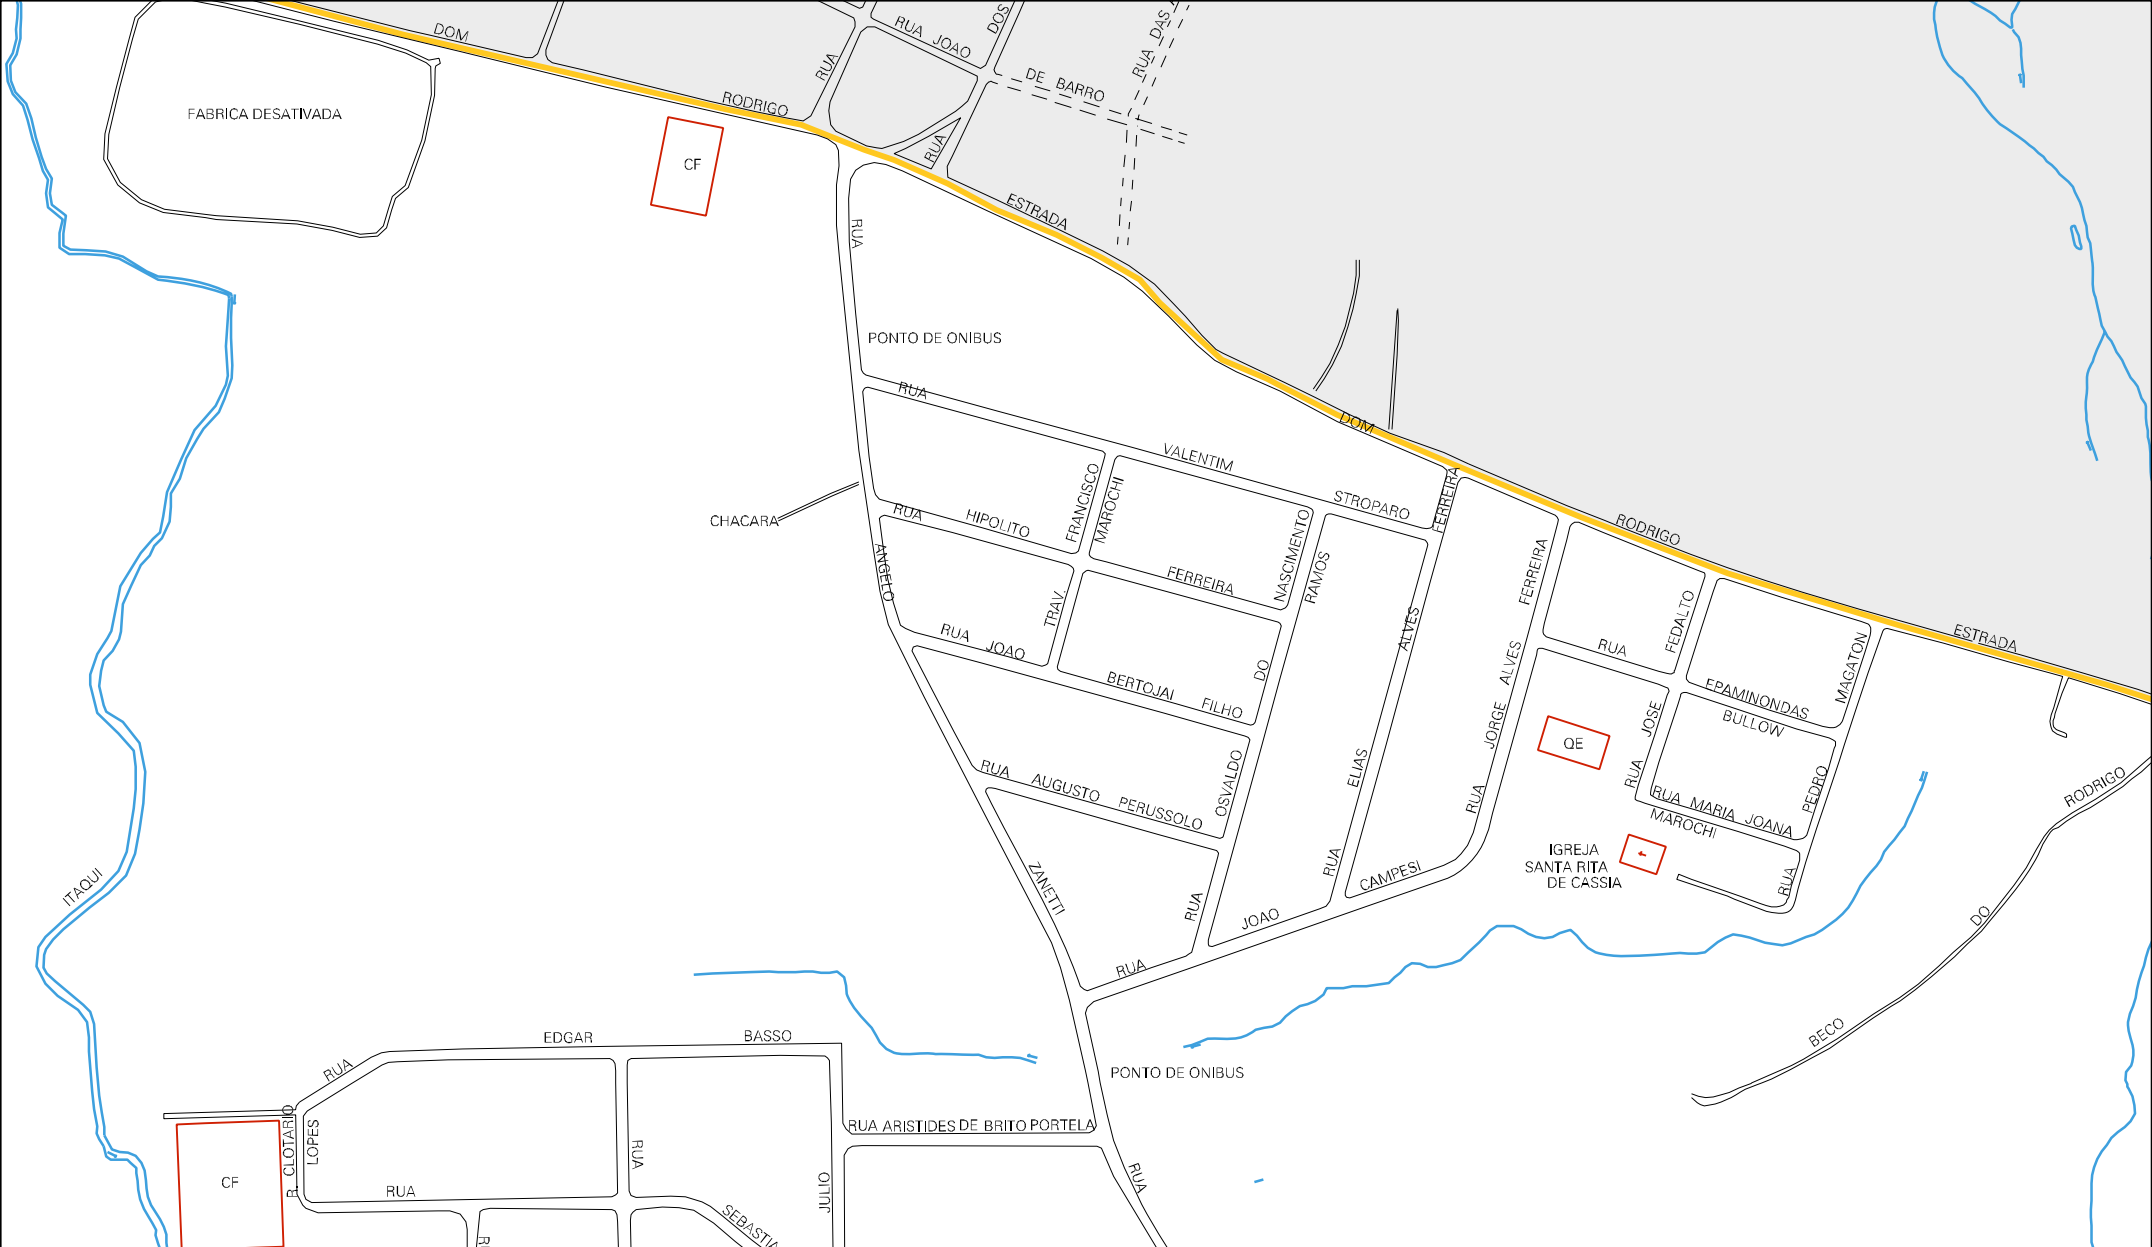 DOM
RUA JOAO
DOS
RUA DAS
RUA
DE BARRO
RODRIGO
FABRICA DESATIVADA
CF
RUA
ESTRADA
RUA
PONTO DE ONIBUS
RUA
VALENTIM
STROPARO
DOM
RODRIGO
ESTRADA
CHACARA
RUA
HIPOLITO
FERREIRA
FRANCISCO
MAROCHI
TRAV.
NASCIMENTO
RAMOS
DO
OSVALDO
RUA
FERREIRA
ALVES
ELIAS
RUA
FERREIRA
ALVES
JORGE
RUA
FEDALTO
JOSE
RUA
MAGATON
PEDRO
RUA
ANGELO
RUA JOAO
BERTOJAI FILHO
RUA
EPAMINONDAS
BULLOW
QE
RUA AUGUSTO PERUSSOLO
RUA MARIA JOANA
MAROCHI
IGREJA
SANTA RITA
DE CASSIA
RODRIGO
DO
BECO
ITAQUI
ZANETTI
RUA
JOAO
CAMPESI
EDGAR BASSO
RUA
PONTO DE ONIBUS
RUA ARISTIDES DE BRITO PORTELA
R. CLOTARIO
LOPES
CF
RUA
RUA
JULIO
SEBASTIA
RUA